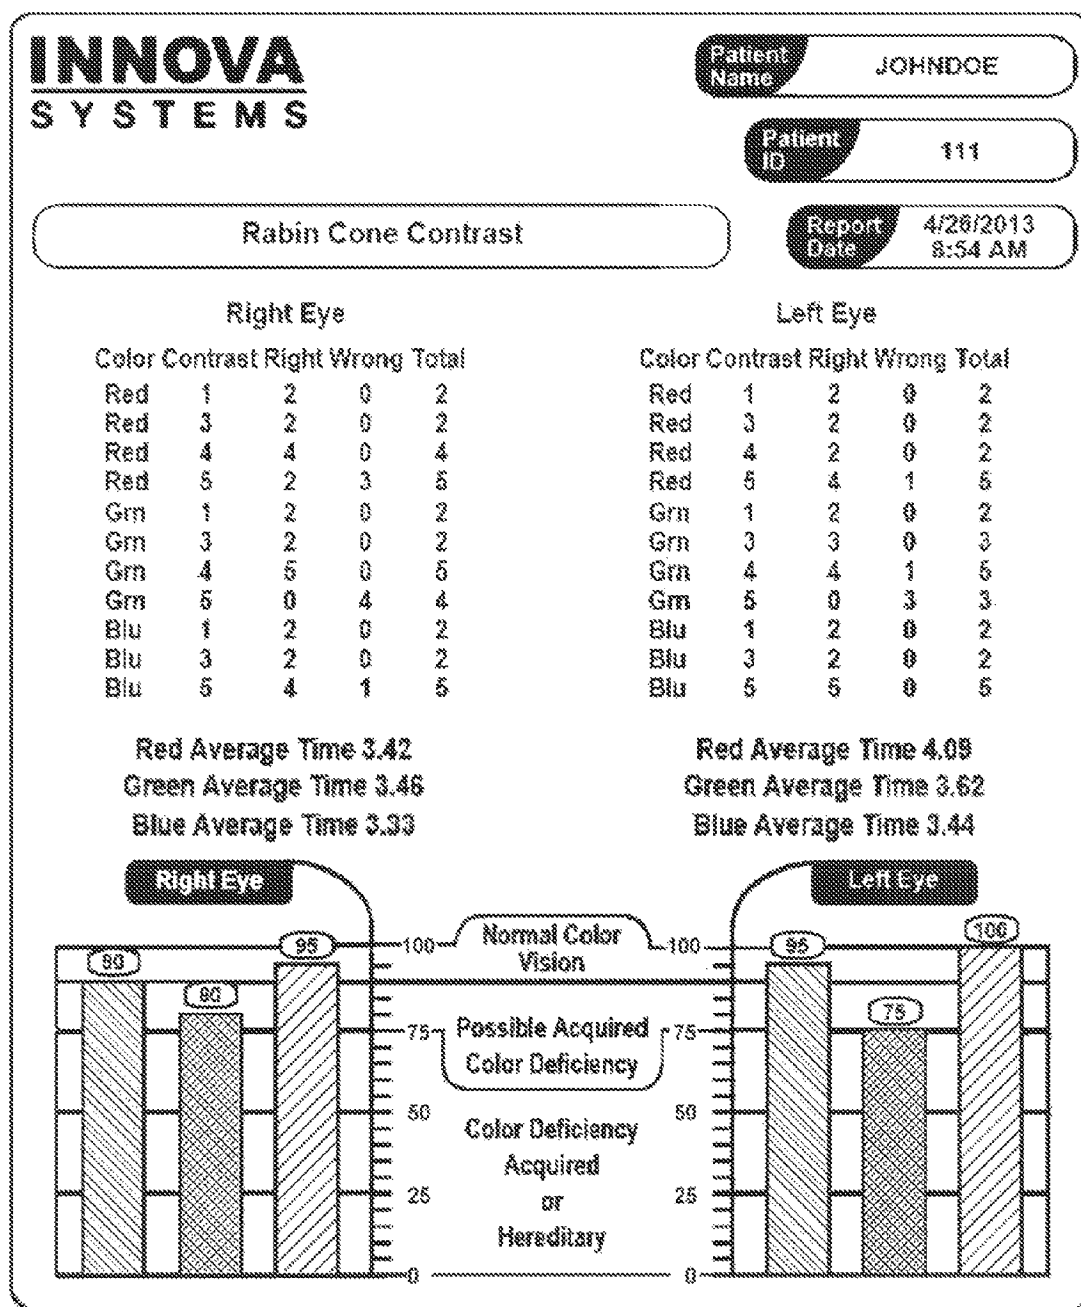 INNOVA
SYSTEMS
Patient Name JOHNDOE
Patient ID 111
Rabin Cone Contrast
Report Date 4/26/2013 8:54 AM
Right Eye
Color Contrast Right Wrong Total
Red 1 2 0 2
Red 3 2 0 2
Red 4 4 0 4
Red 5 2 3 5
Grn 1 2 0 2
Grn 3 2 0 2
Grn 4 5 0 5
Grn 5 0 4 4
Blu 1 2 0 2
Blu 3 2 0 2
Blu 5 4 1 5
Red Average Time 3.42
Green Average Time 3.46
Blue Average Time 3.33
Left Eye
Color Contrast Right Wrong Total
Red 1 2 0 2
Red 3 2 0 2
Red 4 2 0 2
Red 5 4 1 5
Grn 1 2 0 2
Grn 3 3 0 3
Grn 4 4 1 5
Grn 5 0 3 3
Blu 1 2 0 2
Blu 3 2 0 2
Blu 5 5 0 5
Red Average Time 4.09
Green Average Time 3.62
Blue Average Time 3.44
Right Eye
80
95
100
75
50
25
0
Normal Color
Vision
Possible Acquired
Color Deficiency
Color Deficiency
Acquired
or
Hereditary
Left Eye
100
75
50
25
0
95
75
100